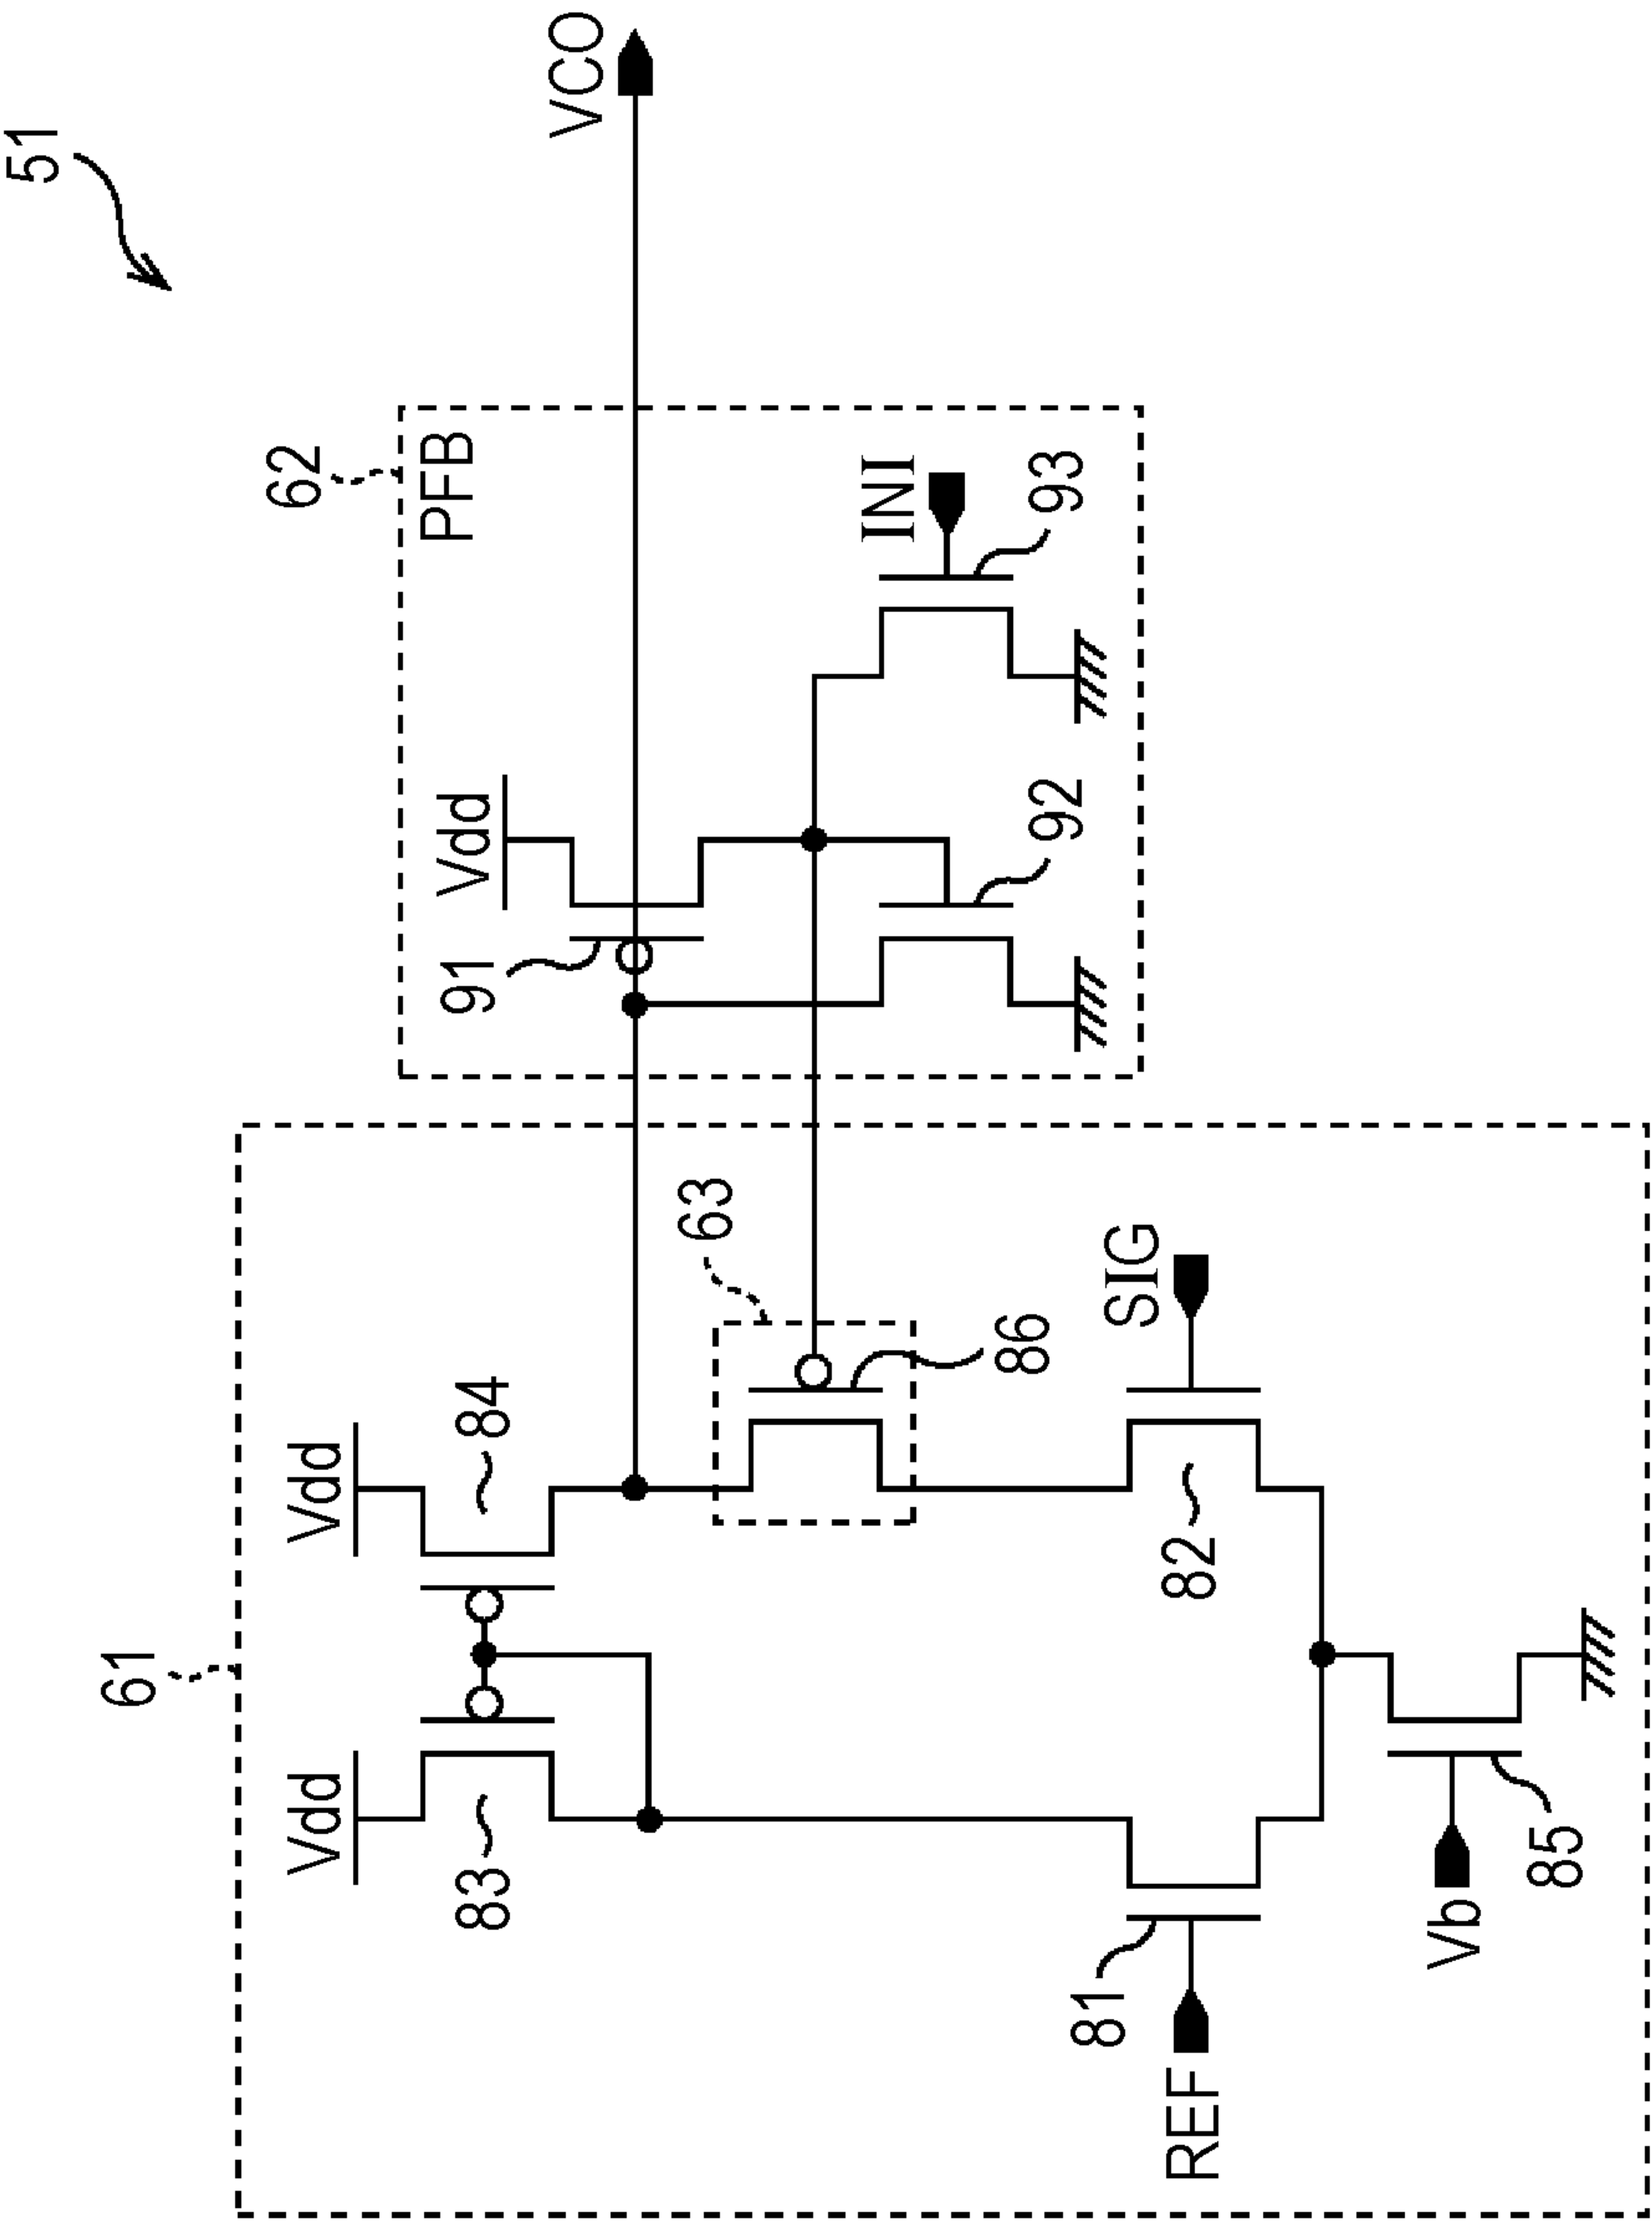 51
61
Vdd
Vdd
83
84
63
86
REF
81
82
SIG
Vb
85
62
PFB
Vdd
91
92
INI
93
VCO